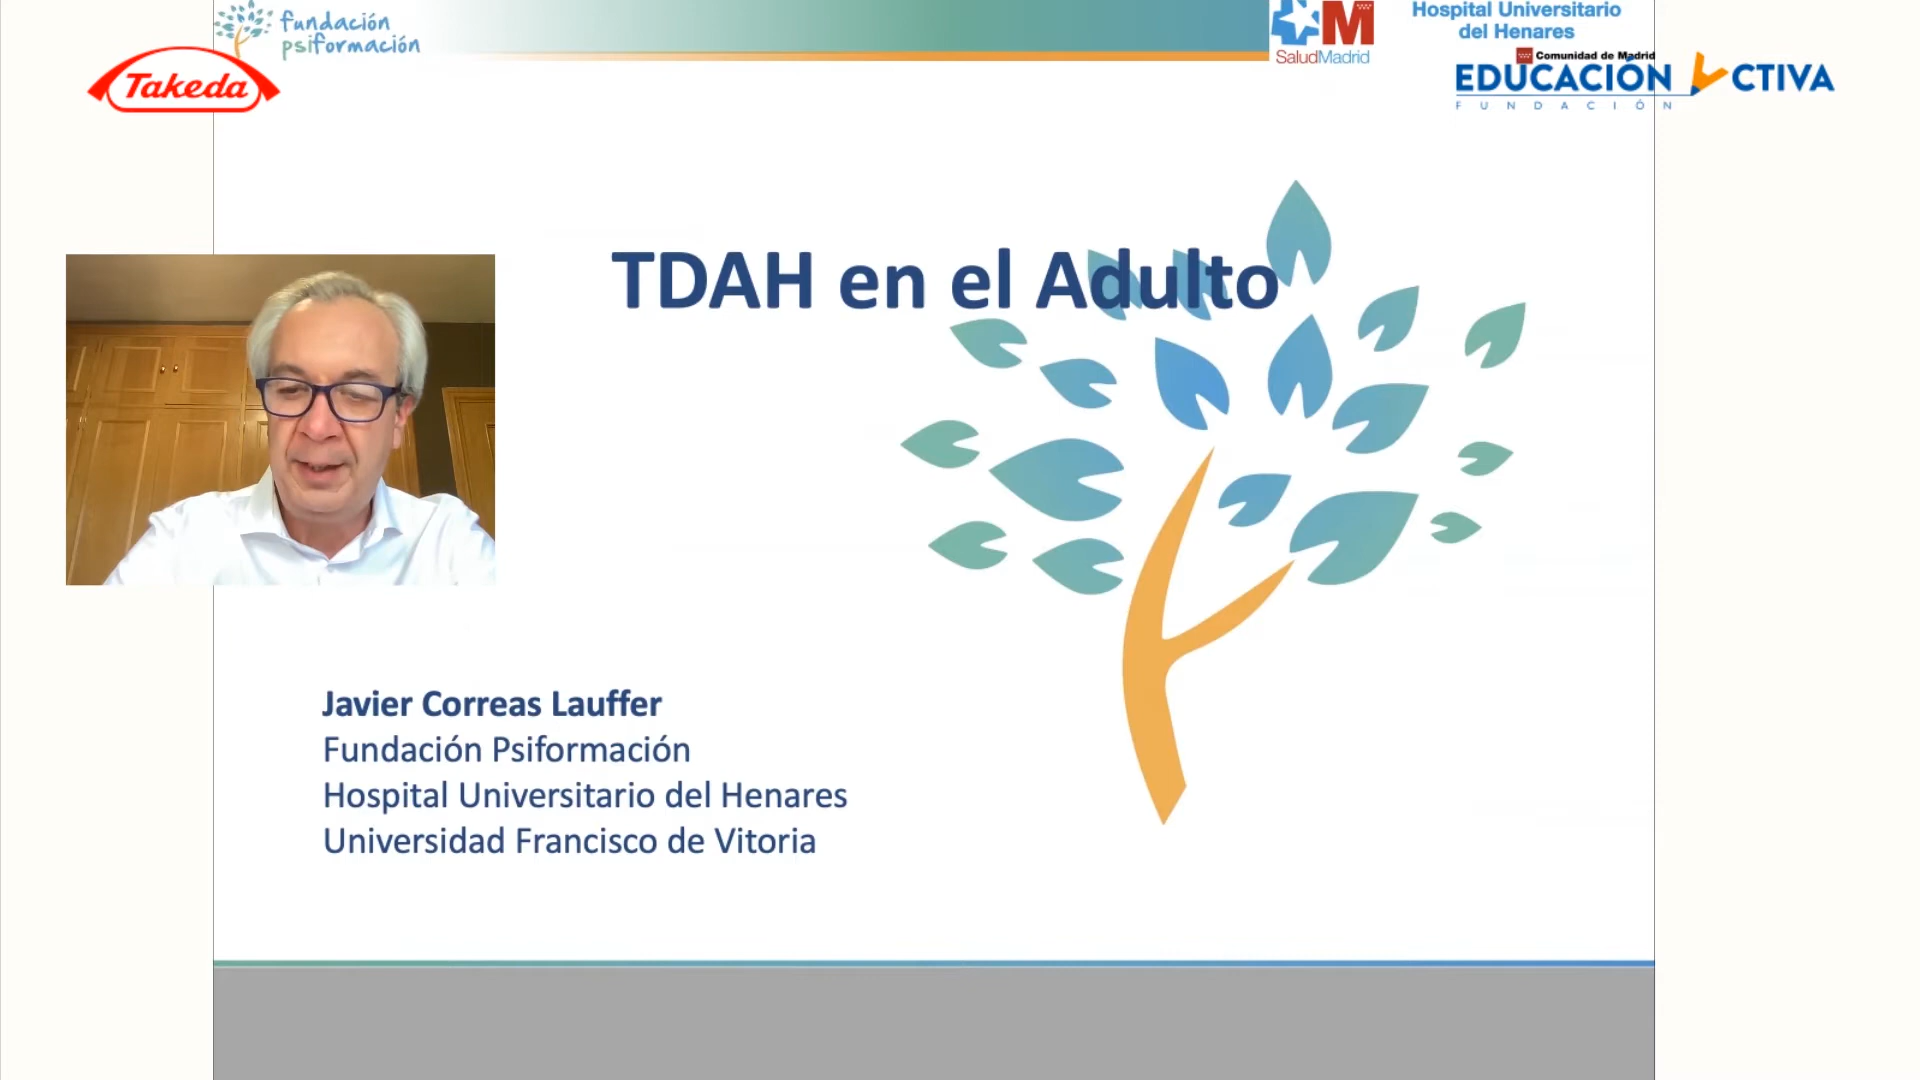 fundación
psiformación
Takeda
SaludMadrid
Hospital Universitario
del Henares
Comunidad de Madrid
EDUCACIÓN ACTIVA
FUNDACIÓN
TDAH en el Adulto
Javier Correas Lauffer
Fundación Psiformación
Hospital Universitario del Henares
Universidad Francisco de Vitoria